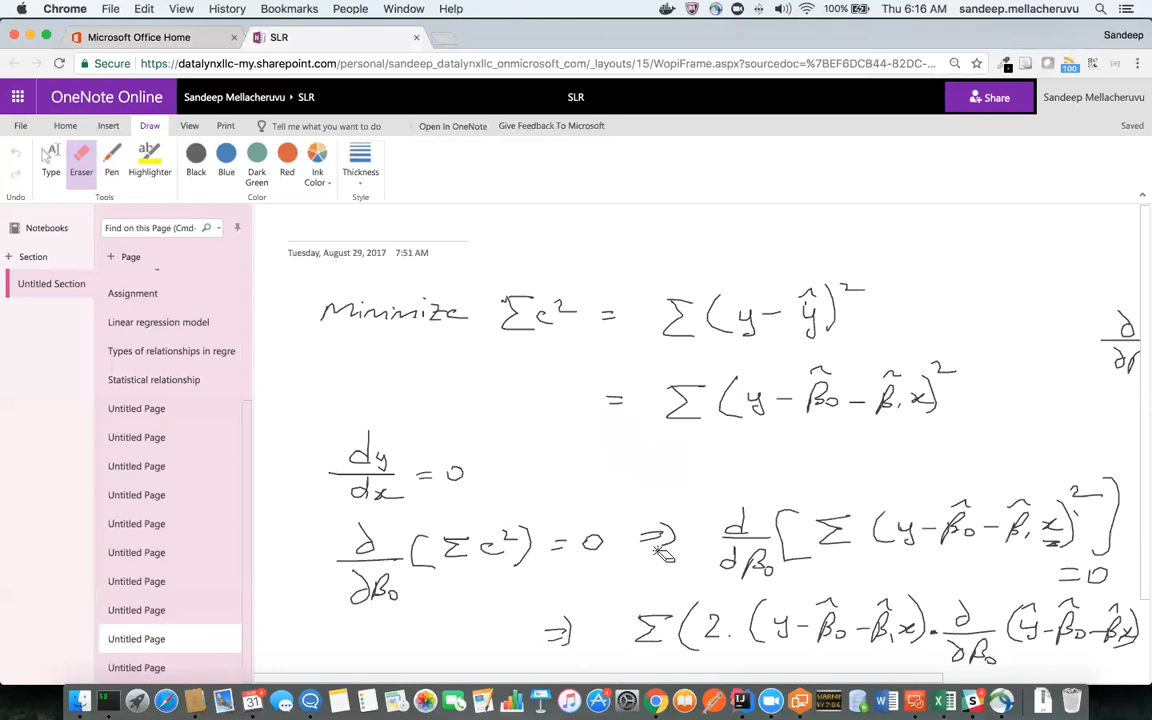 Chrome File Edit View History Bookmarks People Window Help 100% Thu 6:16 AM sandeep.mellacheruvu
Microsoft Office Home × SLR × Sandeep
Secure https://datalynxllc-my.sharepoint.com/personal/sandeep_datalynxllc_onmicrosoft_com/_layouts/15/WopiFrame.aspx?sourcedoc=%7BEF6DCB44-82DC-... 100
OneNote Online Sandeep Mellacheruvu ▸ SLR SLR Share Sandeep Mellacheruvu
File Home Insert Draw View Print Tell me what you want to do Open In OneNote Give Feedback To Microsoft Saved
Type Eraser Pen Highlighter Black Blue Dark Green Red Ink Color Thickness
Undo Tools Color Style
Notebooks Find on this Page (Cmd-
+ Section + Page
Untitled Section
Assignment
Linear regression model
Types of relationships in regre
Statistical relationship
Untitled Page
Untitled Page
Untitled Page
Untitled Page
Untitled Page
Untitled Page
Untitled Page
Untitled Page
Untitled Page
Untitled Page
Tuesday, August 29, 2017 7:51 AM
Minimize Σe² = Σ(y − ŷ)²
= Σ(y − β̂0 − β̂1x)²
dy/dx = 0
∂/∂β0 (Σe²) = 0 ⇒ d/dβ0 [Σ (y − β̂0 − β̂1x)²] = 0
⇒ Σ(2. (y − β̂0 − β̂1x) . ∂/∂β0 (ŷ − β̂0 − β̂x)